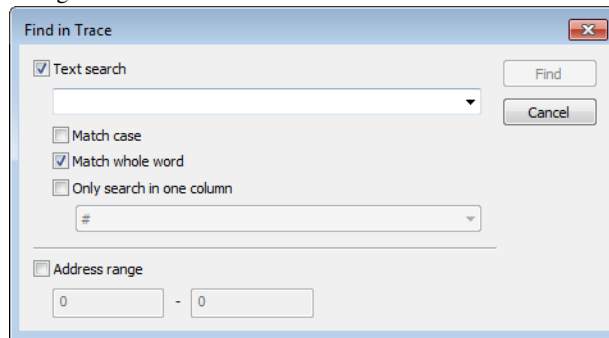 Find in Trace
Text search
Find
Cancel
Match case
Match whole word
Only search in one column
#
Address range
0 - 0